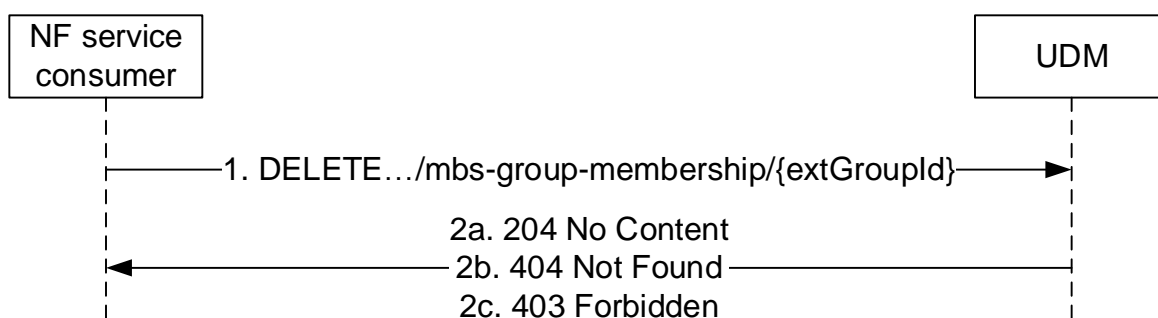 NF service
consumer
UDM
1. DELETE…/mbs-group-membership/{extGroupId}
2a. 204 No Content
2b. 404 Not Found
2c. 403 Forbidden